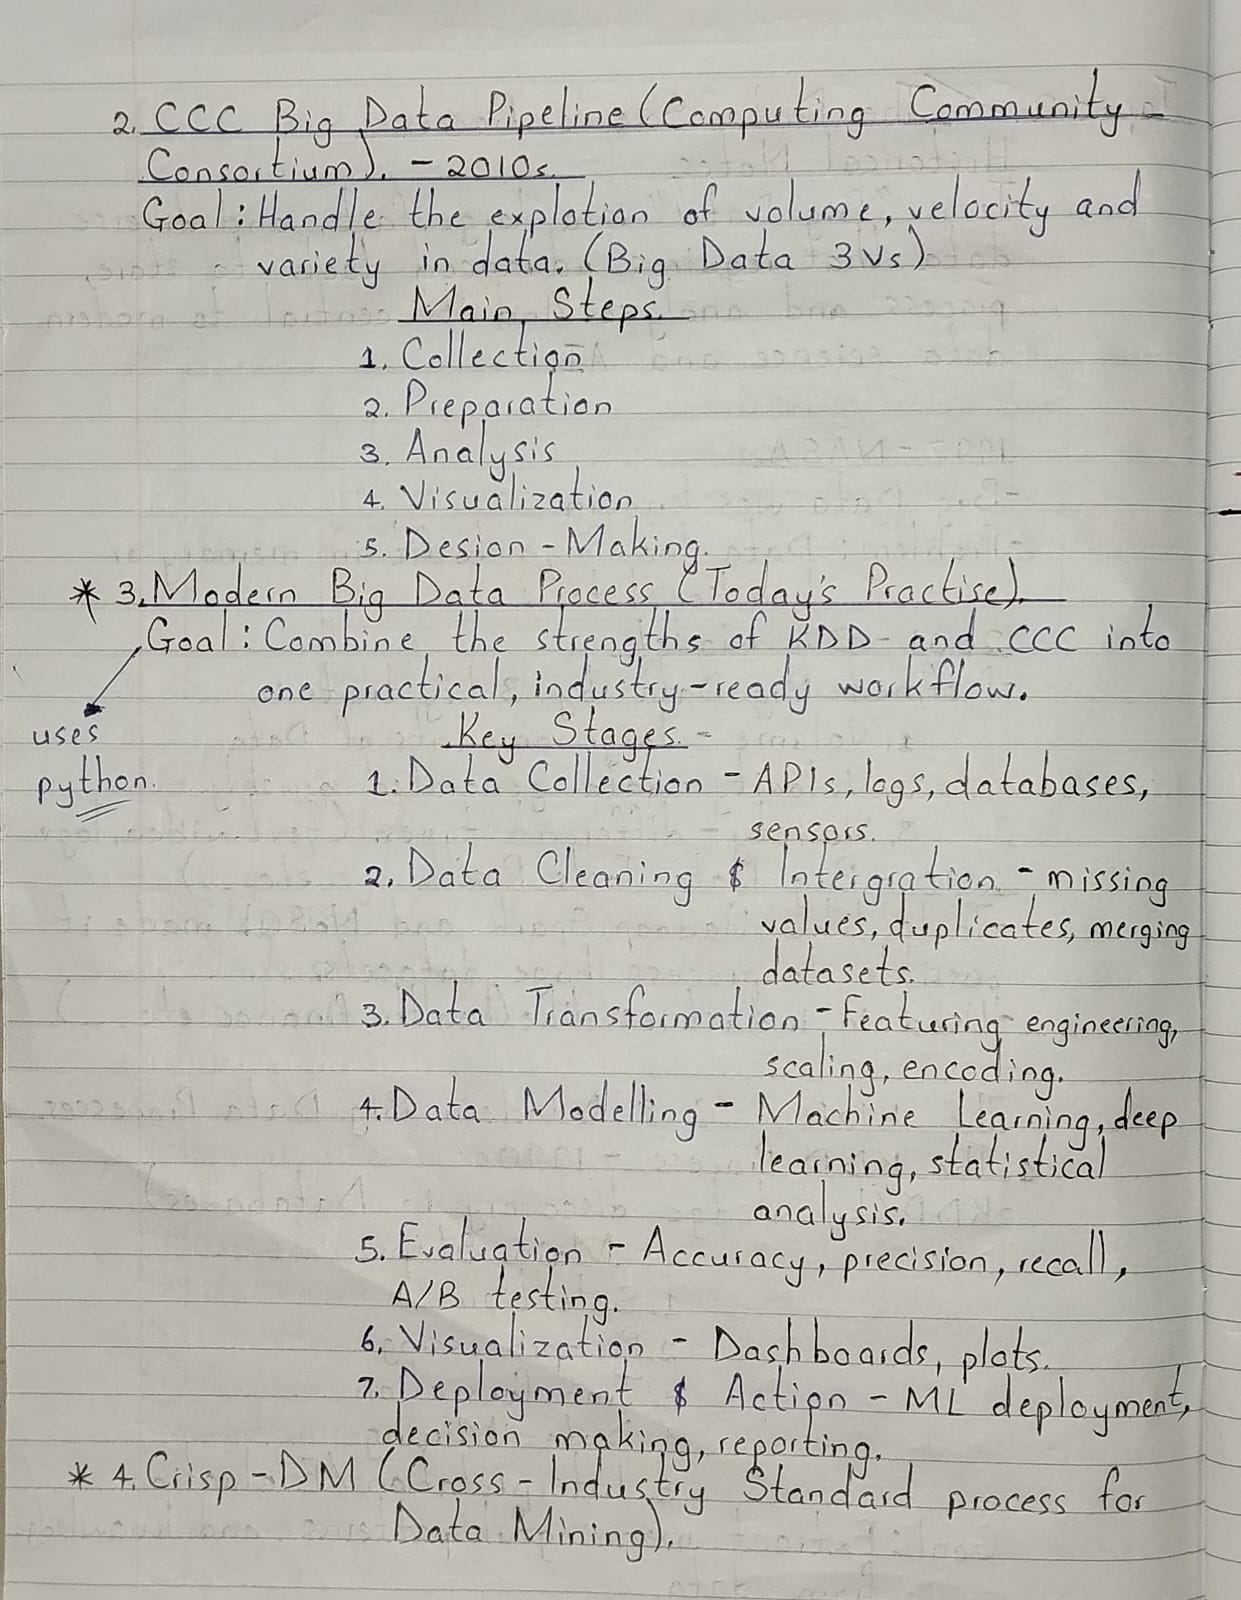 2. CCC Big Data Pipeline (Computing Community
Consortium). - 2010s.
Goal: Handle the explotion of volume, velocity and
variety in data. (Big Data 3Vs)
Main Steps.
1. Collection
2. Preparation
3. Analysis
4. Visualization
5. Desion - Making.
* 3. Modern Big Data Process (Today's Practise).
Goal: Combine the strengths of KDD and CCC into
one practical, industry-ready workflow.
uses
python.
Key Stages.
1. Data Collection - APIs, logs, databases,
sensors.
2. Data Cleaning & Intergration - missing
values, duplicates, merging
datasets.
3. Data Transformation - Featuring engineering,
scaling, encoding.
4. Data Modelling - Machine Learning, deep
learning, statistical
analysis.
5. Evaluation - Accuracy, precision, recall,
A/B testing.
6. Visualization - Dashboards, plots.
7. Deployment & Action - ML deployment,
decision making, reporting.
* 4. Crisp-DM (Cross-Industry Standard process for
Data Mining).